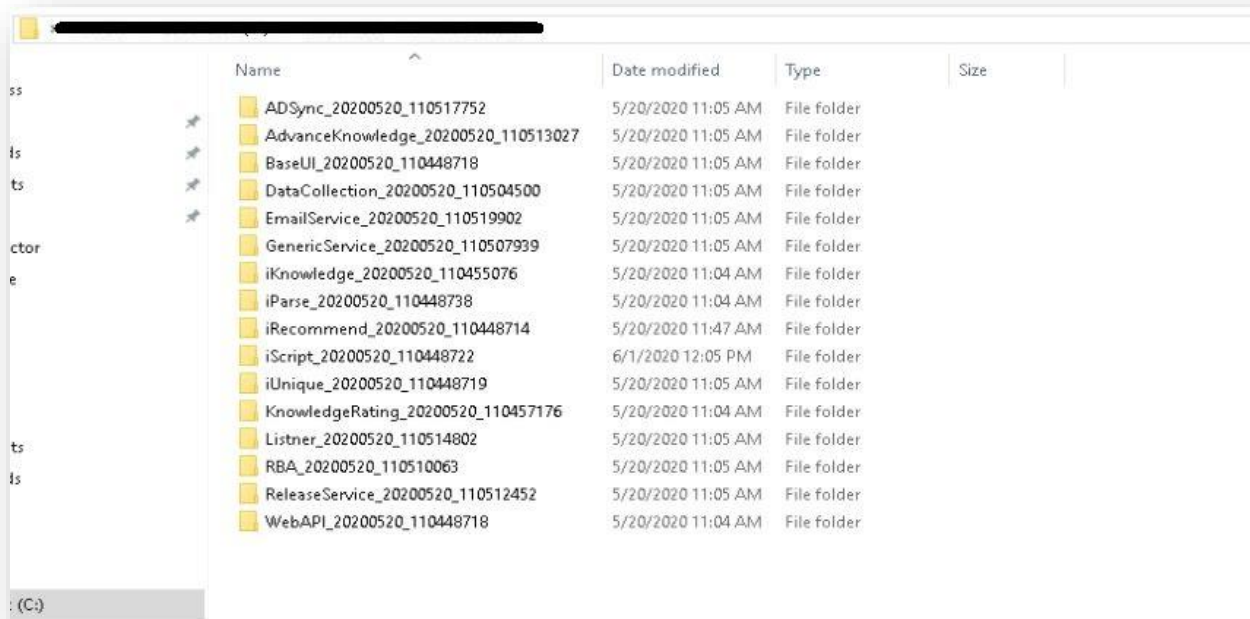 Name Date modified Type Size
ss
ADSync_20200520_110517752 5/20/2020 11:05 AM File folder
AdvanceKnowledge_20200520_110513027 5/20/2020 11:05 AM File folder
ds
BaseUI_20200520_110448718 5/20/2020 11:05 AM File folder
ts
DataCollection_20200520_110504500 5/20/2020 11:05 AM File folder
EmailService_20200520_110519902 5/20/2020 11:05 AM File folder
ctor
GenericService_20200520_110507939 5/20/2020 11:05 AM File folder
e
iKnowledge_20200520_110455076 5/20/2020 11:04 AM File folder
iParse_20200520_110448738 5/20/2020 11:04 AM File folder
iRecommend_20200520_110448714 5/20/2020 11:47 AM File folder
iScript_20200520_110448722 6/1/2020 12:05 PM File folder
iUnique_20200520_110448719 5/20/2020 11:05 AM File folder
KnowledgeRating_20200520_110457176 5/20/2020 11:04 AM File folder
ts
Listner_20200520_110514802 5/20/2020 11:05 AM File folder
RBA_20200520_110510063 5/20/2020 11:05 AM File folder
ds
ReleaseService_20200520_110512452 5/20/2020 11:05 AM File folder
WebAPI_20200520_110448718 5/20/2020 11:04 AM File folder
: (C:)